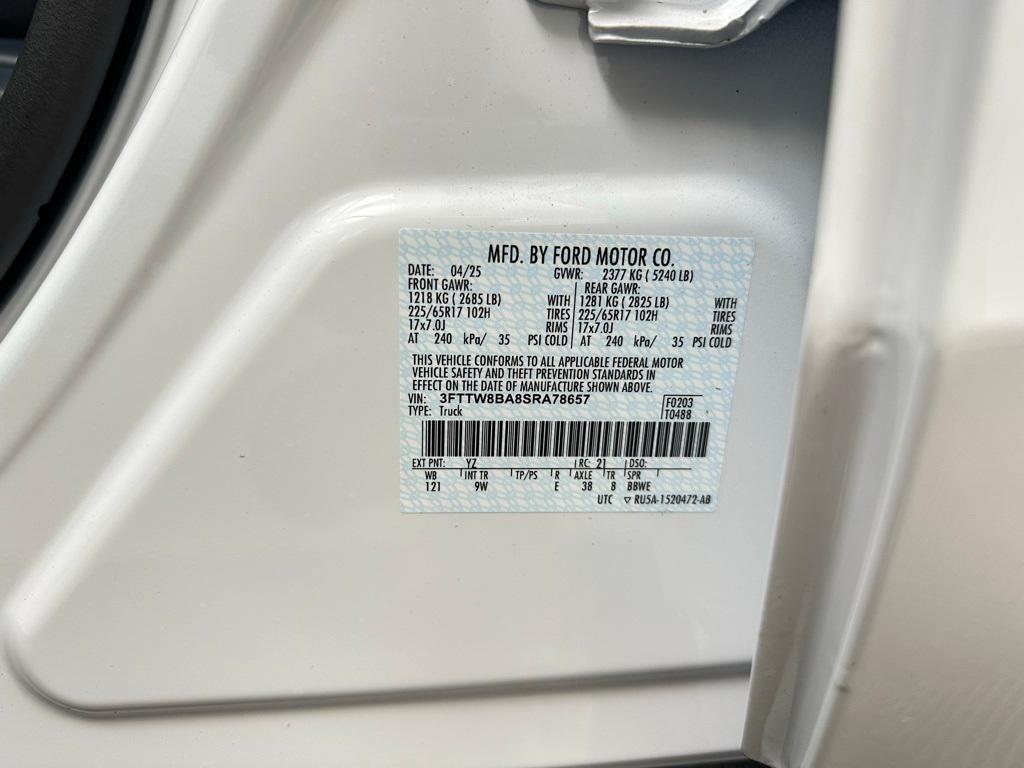 MFD. BY FORD MOTOR CO.
DATE: 04/25 GVWR: 2377 KG ( 5240 LB)
FRONT GAWR: REAR GAWR:
1218 KG ( 2685 LB) WITH 1281 KG ( 2825 LB) WITH
225/65R17 102H TIRES 225/65R17 102H TIRES
17x7.0J RIMS 17x7.0J RIMS
AT 240 kPa/ 35 PSI COLD AT 240 kPa/ 35 PSI COLD
THIS VEHICLE CONFORMS TO ALL APPLICABLE FEDERAL MOTOR
VEHICLE SAFETY AND THEFT PREVENTION STANDARDS IN
EFFECT ON THE DATE OF MANUFACTURE SHOWN ABOVE.
VIN: 3FTTW8BA8SRA78657 F0203
TYPE: Truck T0488
EXT PNT: YZ RC: 21 DSO:
WB INT TR TP/PS R AXLE TR SPR
121 9W E 38 8 BBWE
UTC ▽ RU5A-1520472-AB